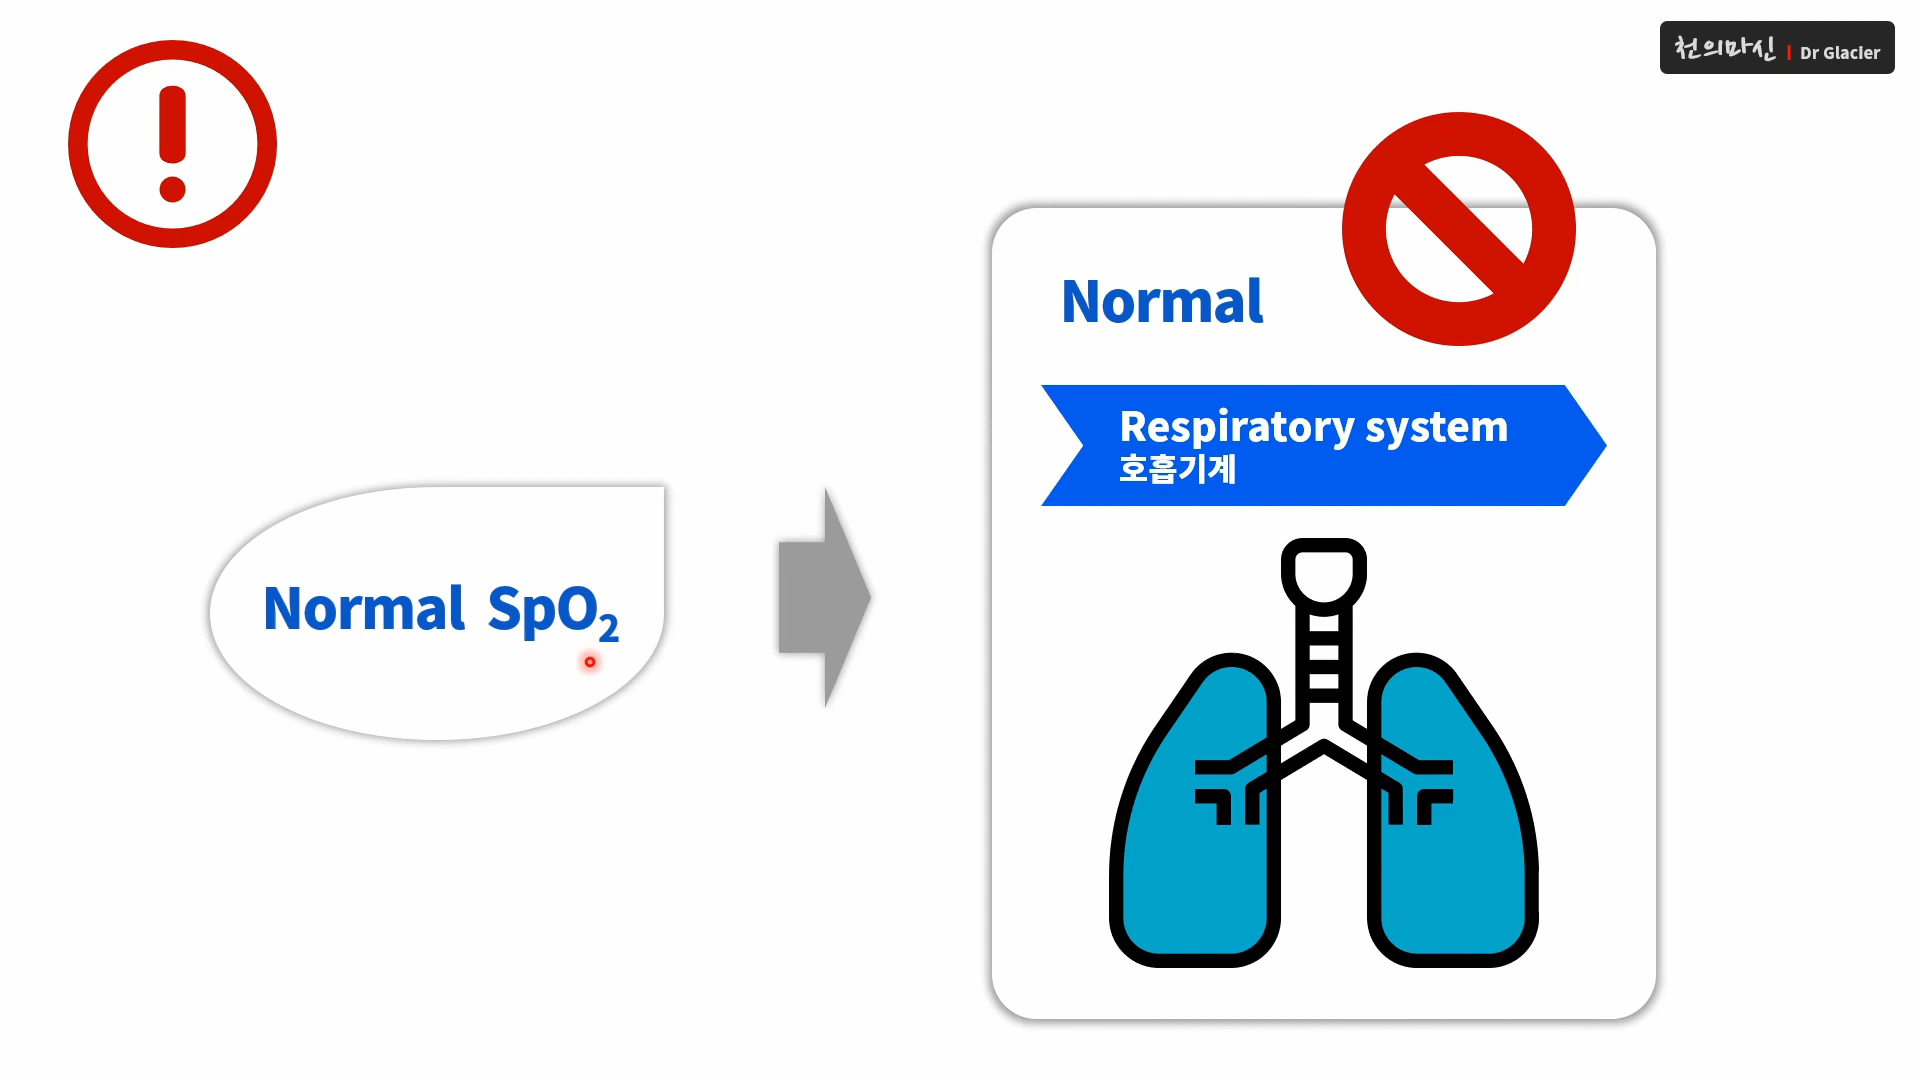 천의마신 | Dr Glacier
Normal
Respiratory system
호흡기계
Normal SpO₂